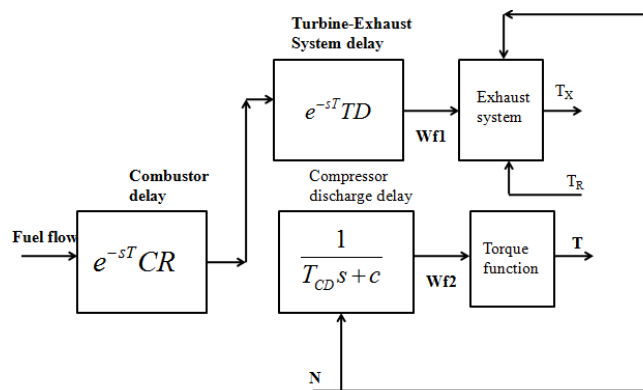 Turbine-Exhaust
System delay
e^{-sT} TD
Wf1
Exhaust
system
T_X
T_R
Combustor
delay
Fuel flow
e^{-sT} CR
Compressor
discharge delay
1
T_{CD}s+c
Wf2
Torque
function
T
N